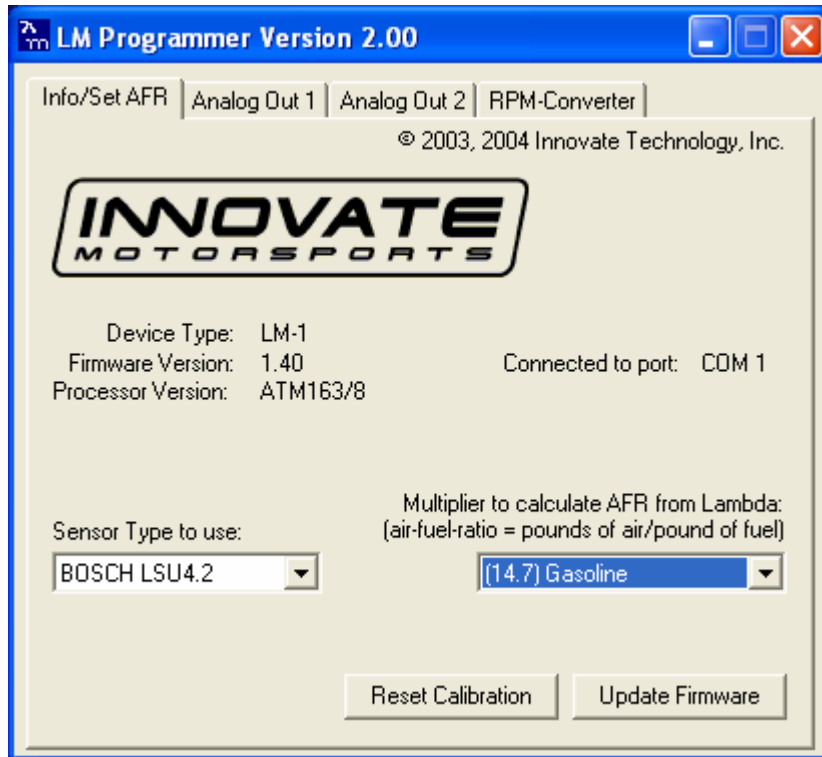 LM Programmer Version 2.00
Info/Set AFR Analog Out 1 Analog Out 2 RPM-Converter
© 2003, 2004 Innovate Technology, Inc.
INNOVATE
MOTORSPORTS
Device Type: LM-1
Firmware Version: 1.40 Connected to port: COM 1
Processor Version: ATM163/8
Multiplier to calculate AFR from Lambda:
Sensor Type to use: (air-fuel-ratio = pounds of air/pound of fuel)
BOSCH LSU4.2 (14.7) Gasoline
Reset Calibration Update Firmware